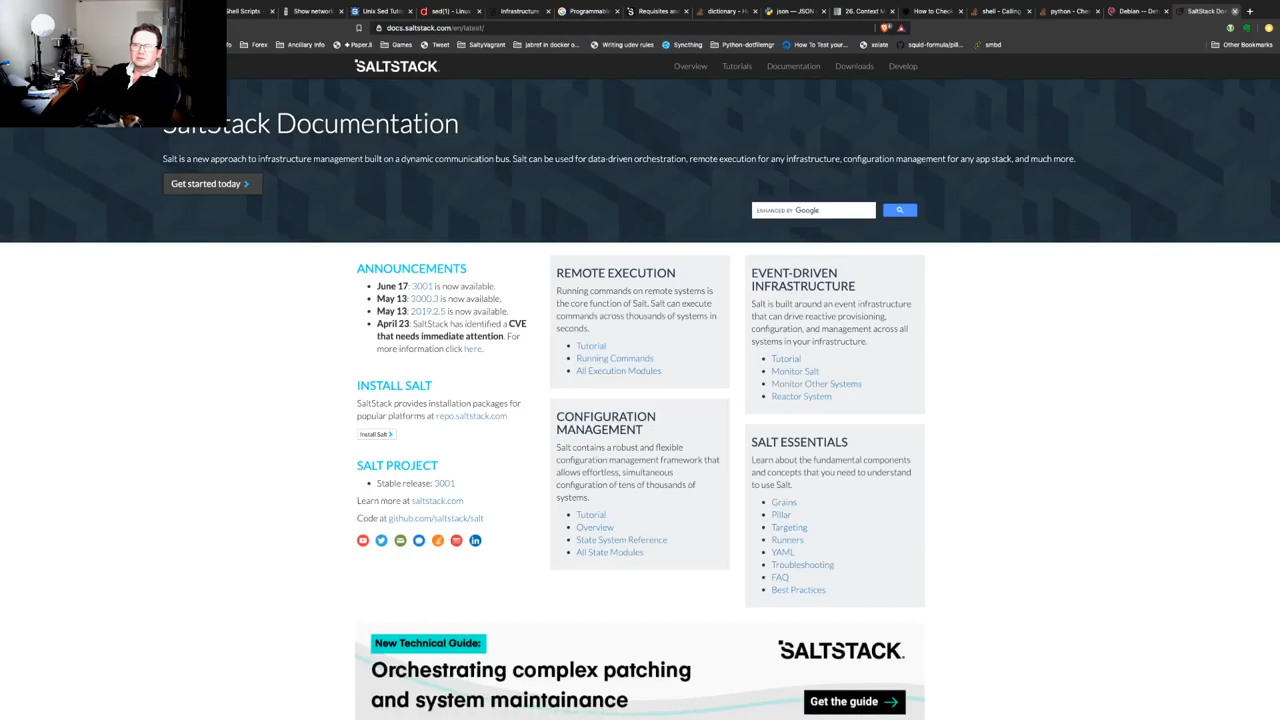 Shell Scripts
Show network
Unix Sed Tut
sed(1) - Linux
Infrastructure
Programmable
Requisites an
dictionary - H
json — JSON
26. Context M
How to Check
shell - Calling
python - Chec
Debian -- Det
SaltStack Doc
docs.saltstack.com/en/latest/
Forex
Ancillary Info
+ Paper.li
Games
Tweet
SaltyVagrant
jabref in docker o...
Writing udev rules
Syncthing
Python-dotfilemgr
How To Test your...
xelate
squid-formula/pill...
smbd
Other Bookmarks
SALTSTACK.
Overview
Tutorials
Documentation
Downloads
Develop
SaltStack Documentation
Salt is a new approach to infrastructure management built on a dynamic communication bus. Salt can be used for data-driven orchestration, remote execution for any infrastructure, configuration management for any app stack, and much more.
Get started today
ENHANCED BY Google
ANNOUNCEMENTS
June 17: 3001 is now available.
May 13: 3000.3 is now available.
May 13: 2019.2.5 is now available.
April 23: SaltStack has identified a CVE
that needs immediate attention. For
more information click here.
INSTALL SALT
SaltStack provides installation packages for
popular platforms at repo.saltstack.com
Install Salt
SALT PROJECT
Stable release: 3001
Learn more at saltstack.com
Code at github.com/saltstack/salt
REMOTE EXECUTION
Running commands on remote systems is
the core function of Salt. Salt can execute
commands across thousands of systems in
seconds.
Tutorial
Running Commands
All Execution Modules
CONFIGURATION
MANAGEMENT
Salt contains a robust and flexible
configuration management framework that
allows effortless, simultaneous
configuration of tens of thousands of
systems.
Tutorial
Overview
State System Reference
All State Modules
EVENT-DRIVEN
INFRASTRUCTURE
Salt is built around an event infrastructure
that can drive reactive provisioning,
configuration, and management across all
systems in your infrastructure.
Tutorial
Monitor Salt
Monitor Other Systems
Reactor System
SALT ESSENTIALS
Learn about the fundamental components
and concepts that you need to understand
to use Salt.
Grains
Pillar
Targeting
Runners
YAML
Troubleshooting
FAQ
Best Practices
New Technical Guide:
Orchestrating complex patching
and system maintainance
SALTSTACK.
Get the guide